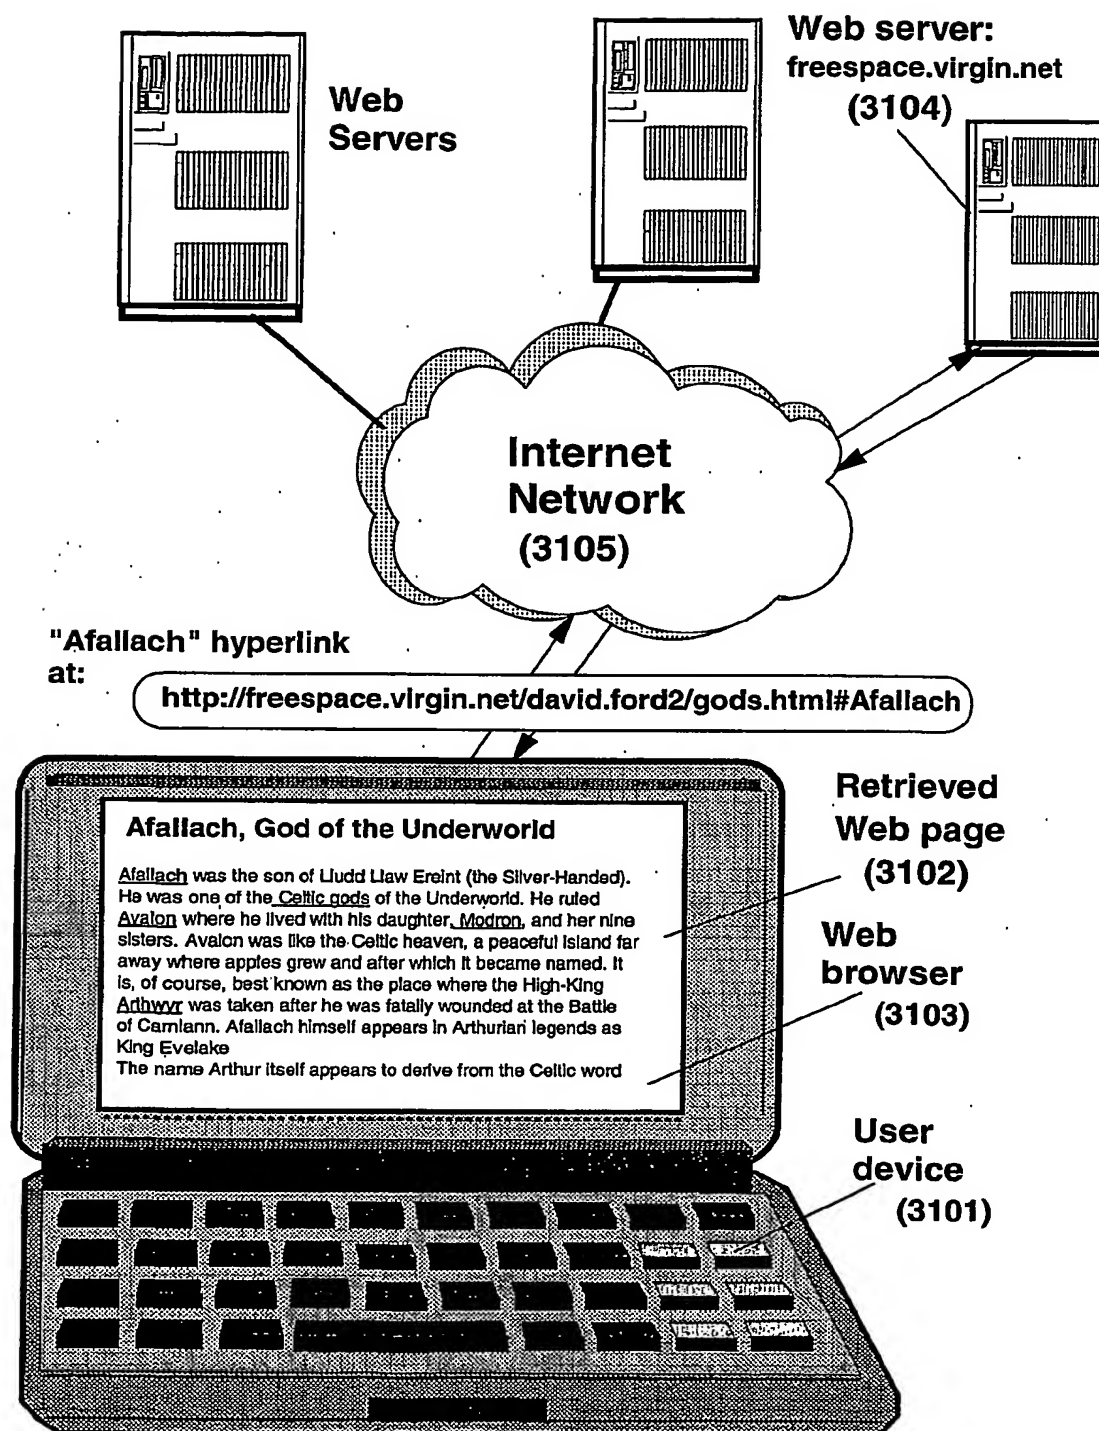 Web server:
freespace.virgin.net
(3104)
Web
Servers
Internet
Network
(3105)
"Afallach" hyperlink
at:
http://freespace.virgin.net/david.ford2/gods.html#Afallach
Retrieved
Web page
(3102)
Afallach, God of the Underworld
Afallach was the son of Lludd Llaw Ereint (the Silver-Handed).
He was one of the Celtic gods of the Underworld. He ruled
Avalon where he lived with his daughter, Modron, and her nine
sisters. Avalon was like the Celtic heaven, a peaceful island far
away where apples grew and after which it became named. It
is, of course, best known as the place where the High-King
Arthwyr was taken after he was fatally wounded at the Battle
of Camlann. Afallach himself appears in Arthurian legends as
King Evelake
The name Arthur itself appears to derive from the Celtic word
Web
browser
(3103)
User
device
(3101)